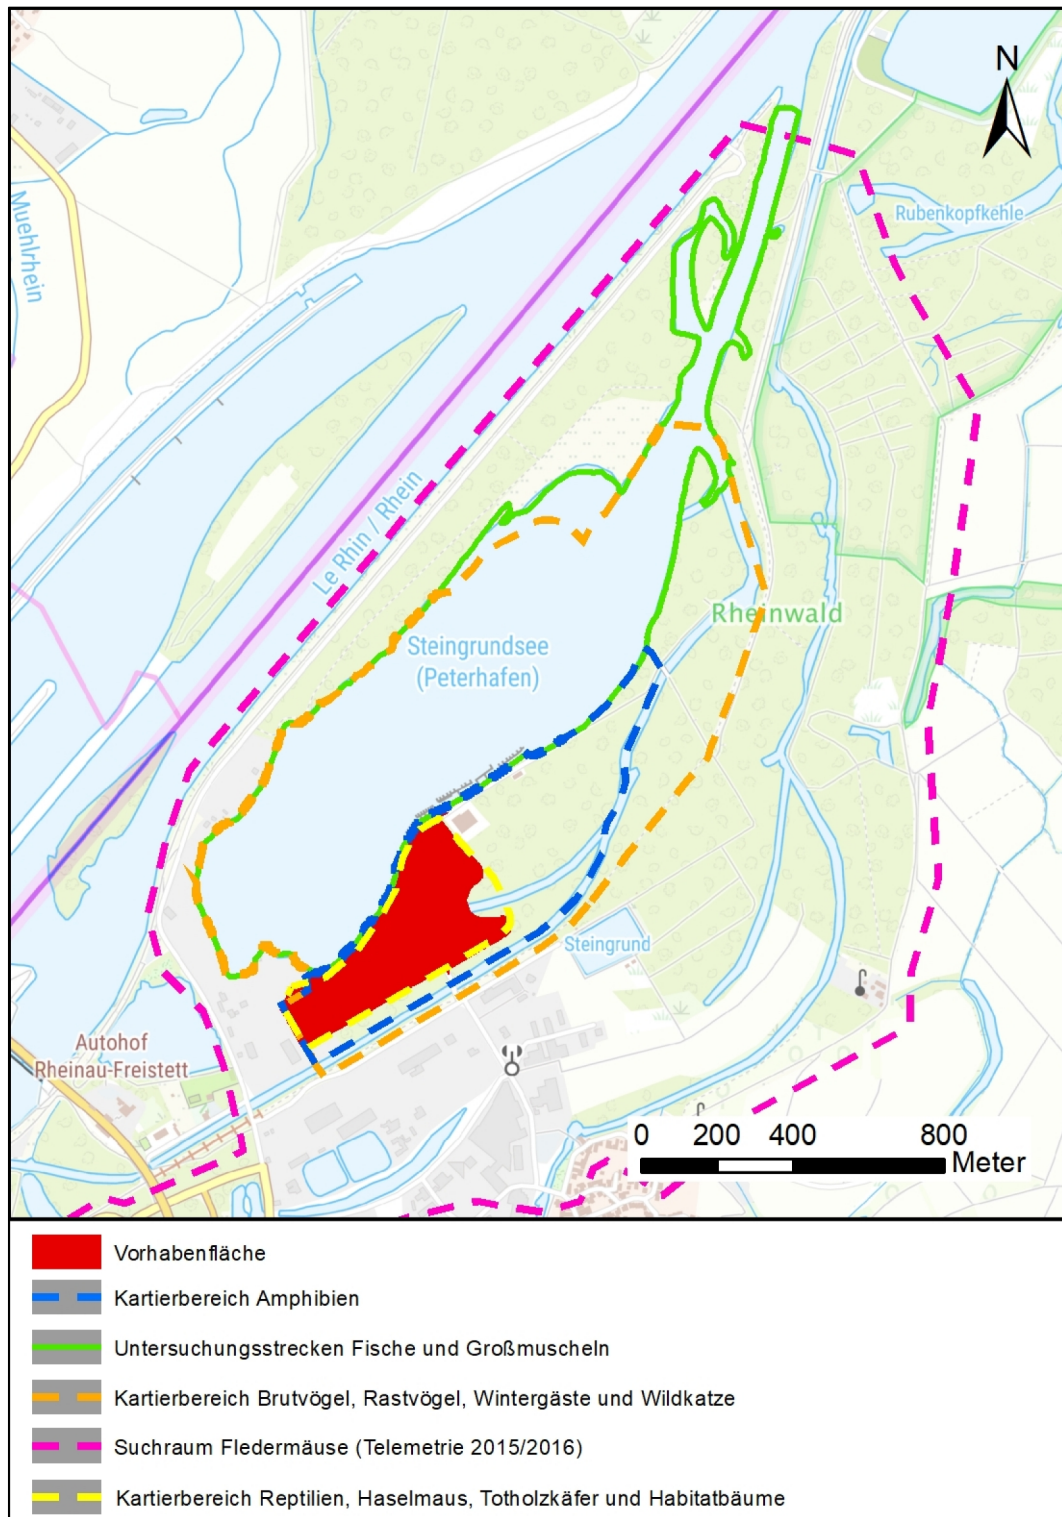 N
Muehlrhein
Rubenkopfkehle
Le Rhin / Rhein
Rheinwald
Steingrundsee
(Peterhafen)
Steingrund
Autohof
Rheinau-Freistett
0 200 400 800
Meter
Vorhabenfläche
Kartierbereich Amphibien
Untersuchungsstrecken Fische und Großmuscheln
Kartierbereich Brutvögel, Rastvögel, Wintergäste und Wildkatze
Suchraum Fledermäuse (Telemetrie 2015/2016)
Kartierbereich Reptilien, Haselmaus, Totholzkäfer und Habitatbäume